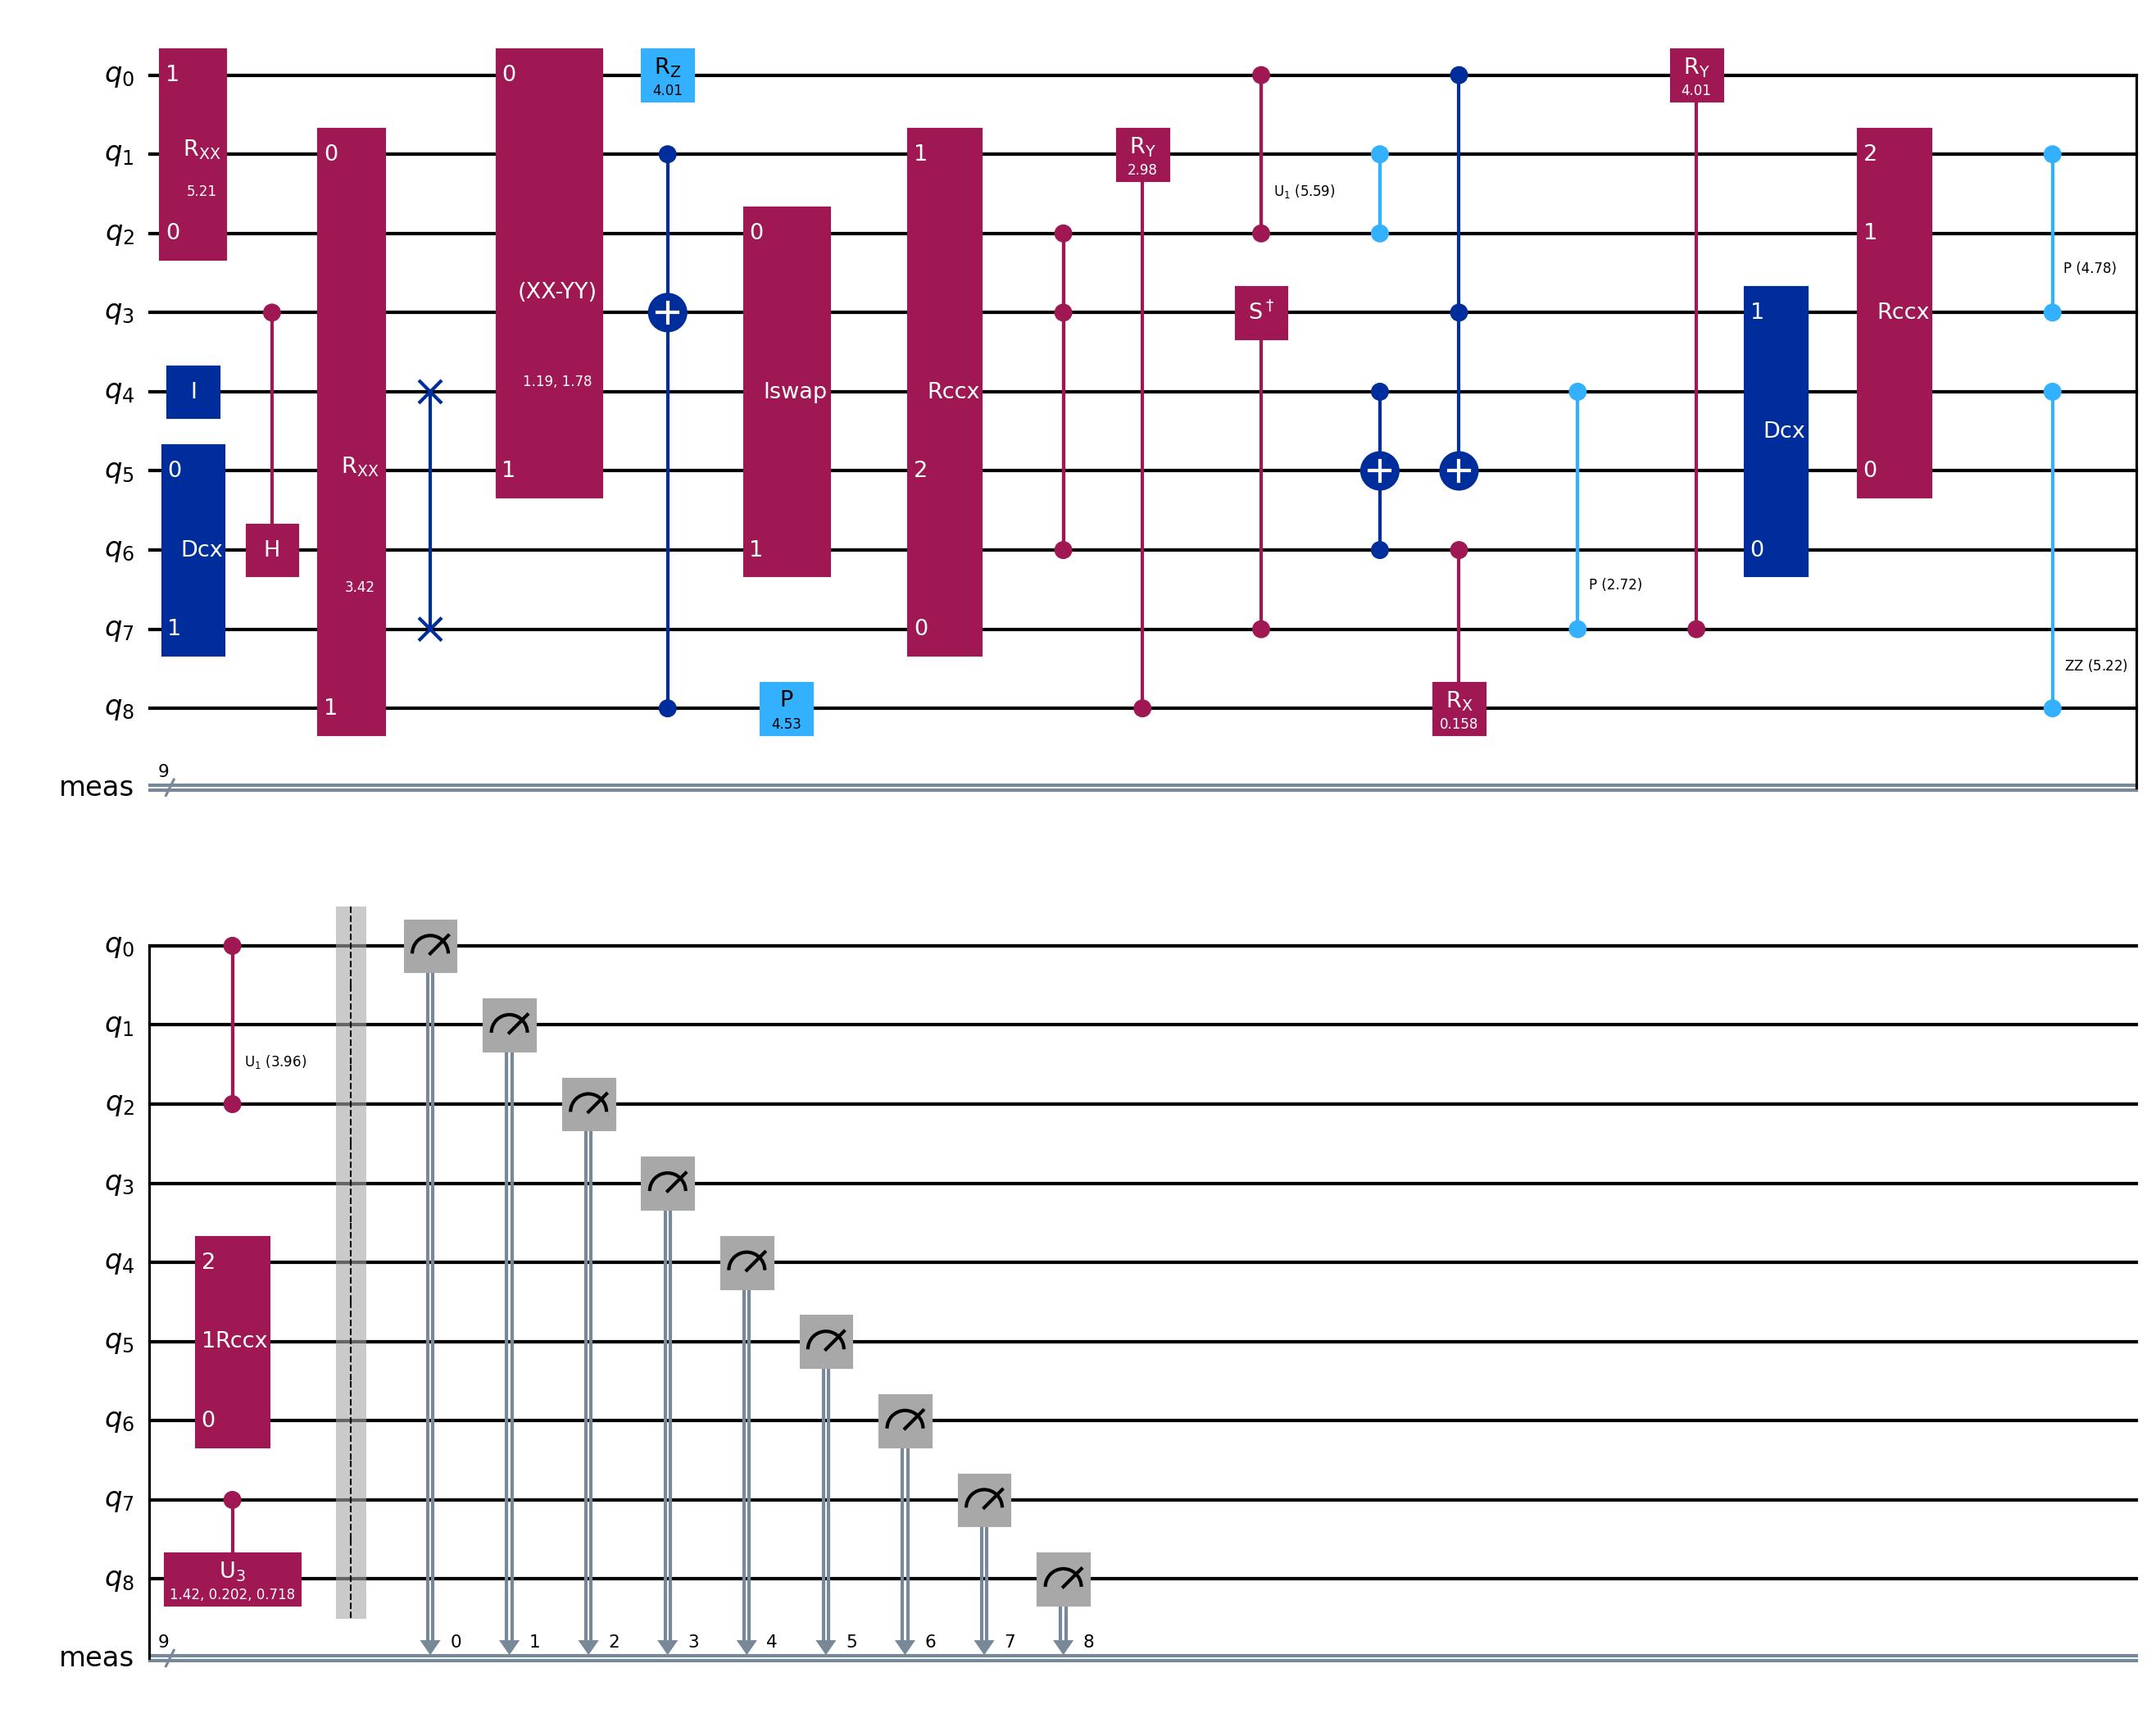 q0 1 0 RZ 4.01 RY 4.01
q1 RXX 5.21 0 1 RY 2.98 U1 (5.59) 2
q2 0 0 1 P (4.78)
q3 (XX-YY) 1.19, 1.78 S† 1 Rccx
q4 I Iswap Rccx Dcx
q5 0 RXX 3.42 1 2 0
q6 Dcx H 1 P (2.72) 0
q7 1 0 ZZ (5.22)
q8 1 P 4.53 RX 0.158
meas 9
q0
q1 U1 (3.96)
q2
q3
q4 2
q5 1 Rccx
q6 0
q7
q8 U3 1.42, 0.202, 0.718
meas 9 0 1 2 3 4 5 6 7 8